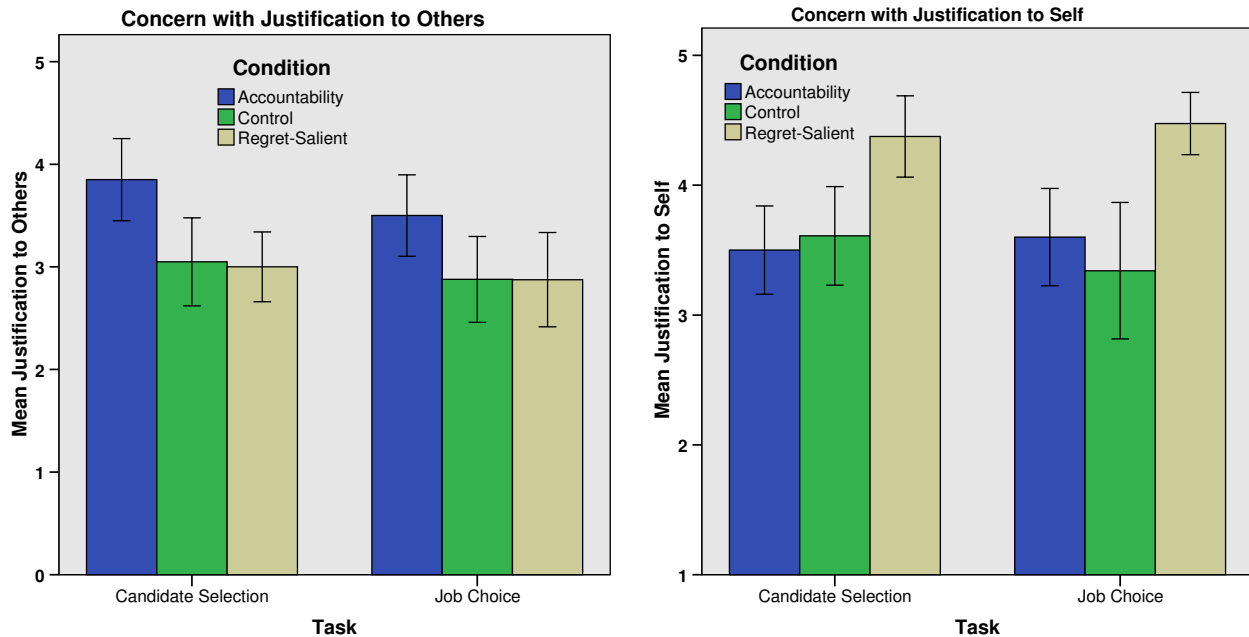 Concern with Justification to Others
Mean Justification to Others
5
4
3
2
1
0
Condition
Accountability
Control
Regret-Salient
Candidate Selection
Job Choice
Task
Concern with Justification to Self
Mean Justification to Self
5
4
3
2
1
Condition
Accountability
Control
Regret-Salient
Candidate Selection
Job Choice
Task